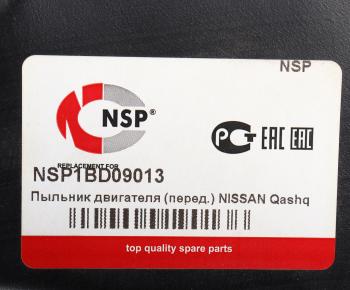 NSP
NSP®
РСТ EAC EAC
REPLACEMENT FOR
NSP1BD09013
Пыльник двигателя (перед.) NISSAN Qashq
top quality spare parts